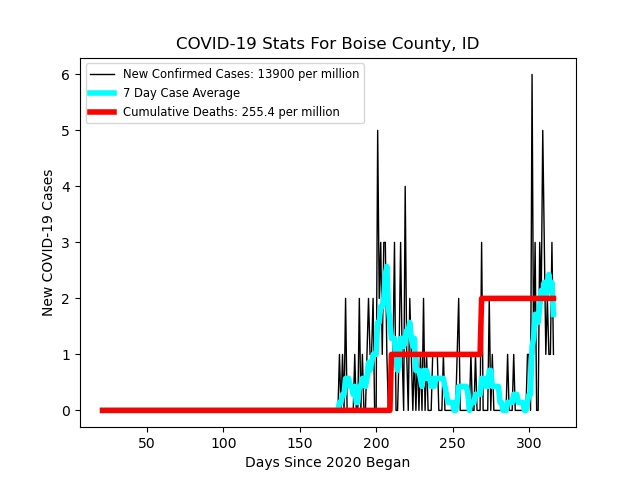 COVID-19 Stats For Boise County, ID
New Confirmed Cases: 13900 per million
7 Day Case Average
Cumulative Deaths: 255.4 per million
New COVID-19 Cases
6
5
4
3
2
1
0
50 100 150 200 250 300
Days Since 2020 Began